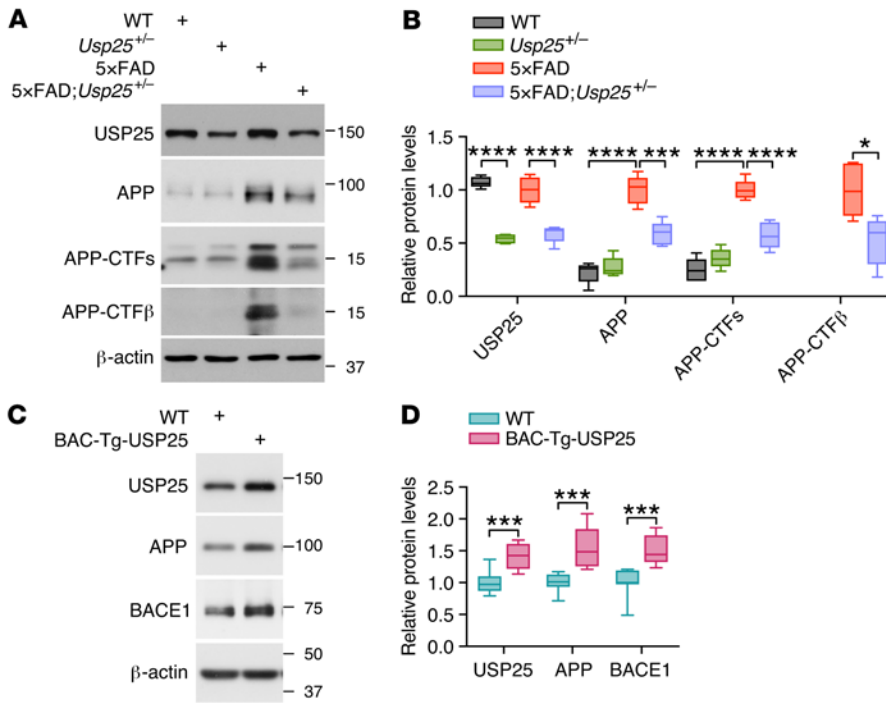 A
WT +
Usp25+/− +
5×FAD +
5×FAD;Usp25+/− +
USP25 150
APP 100
APP-CTFs 15
APP-CTFβ 15
β-actin 37
B
WT
Usp25+/−
5×FAD
5×FAD;Usp25+/−
Relative protein levels
1.5
1.0
0.5
0.0
**** **** **** *** **** **** *
USP25 APP APP-CTFs APP-CTFβ
C
WT +
BAC-Tg-USP25 +
USP25 150
APP 100
BACE1 75
β-actin 50
37
D
WT
BAC-Tg-USP25
Relative protein levels
2.5
2.0
1.5
1.0
0.5
0.0
*** *** ***
USP25 APP BACE1